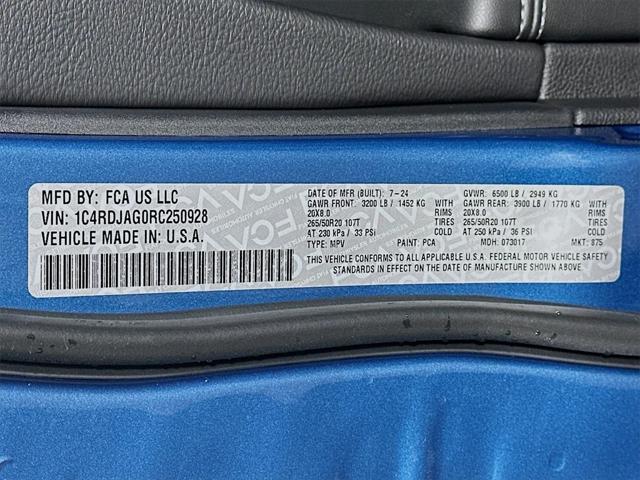 MFD BY: FCA US LLC
VIN: 1C4RDJAG0RC250928
VEHICLE MADE IN: U.S.A.
DATE OF MFR (BUILT): 7-24 GVWR: 6500 LB / 2949 KG
GAWR FRONT: 3200 LB / 1452 KG GAWR REAR: 3900 LB / 1770 KG
20X8.0 RIMS 20X8.0 RIMS
265/50R20 107T TIRES 265/50R20 107T TIRES
AT 230 kPa / 33 PSI COLD AT 250 kPa / 36 PSI COLD
TYPE: MPV PAINT: PCA MDH: 073017 MKT: 875
THIS VEHICLE CONFORMS TO ALL APPLICABLE U.S.A. FEDERAL MOTOR VEHICLE SAFETY
STANDARDS IN EFFECT ON THE DATE OF MANUFACTURE SHOWN ABOVE.